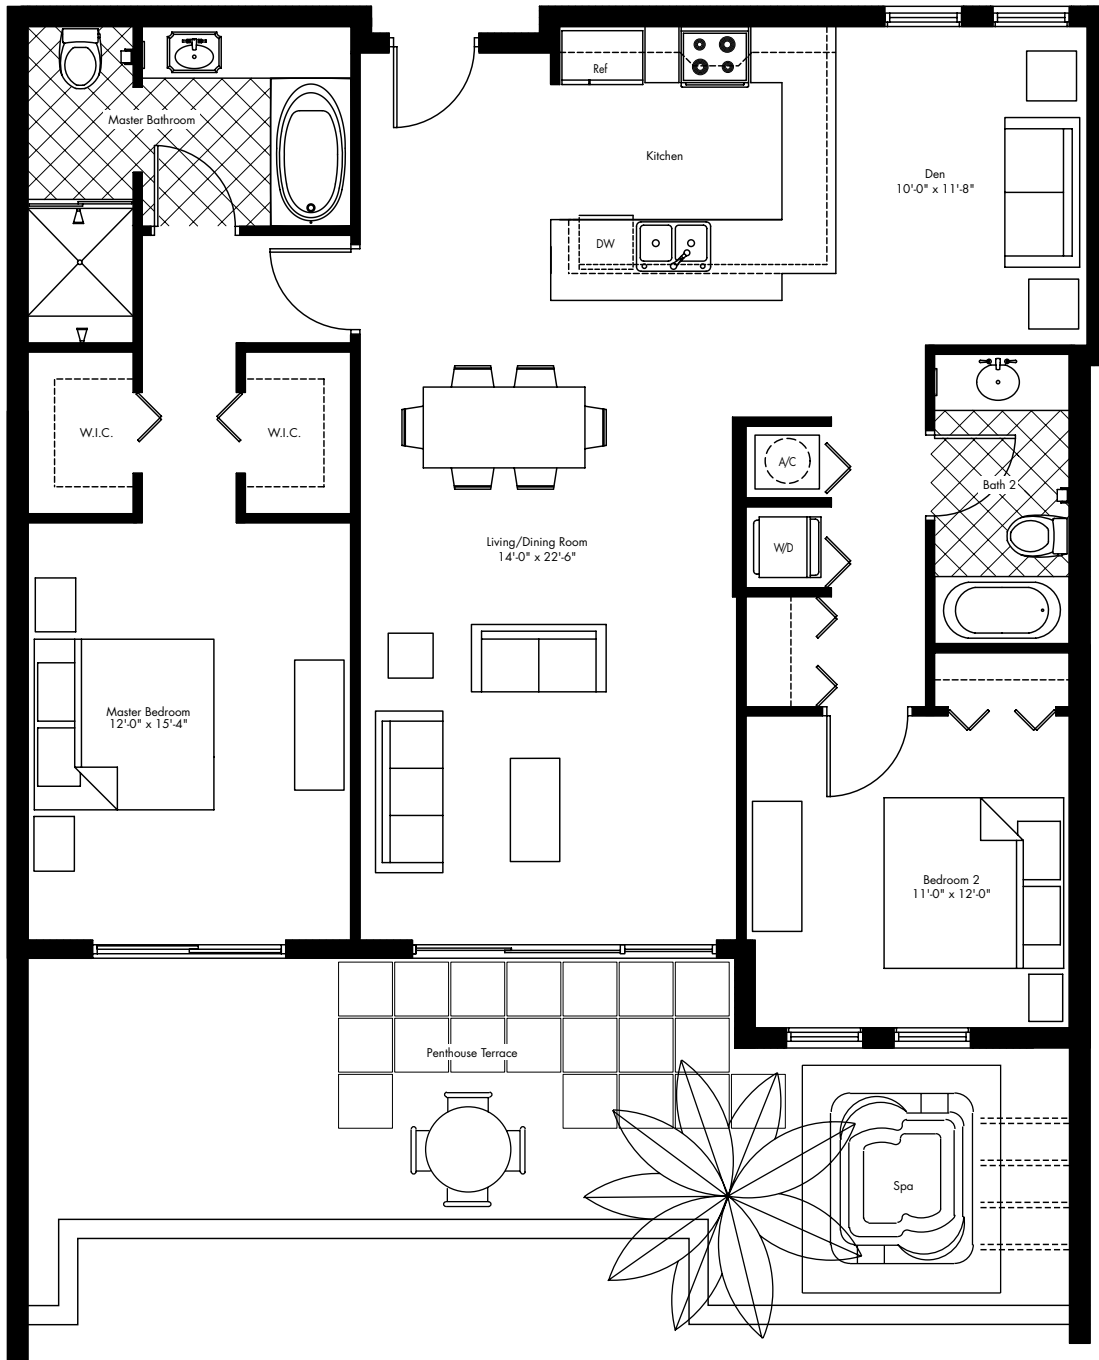 Ref
Master Bathroom
Kitchen
Den
10'-0" x 11'-8"
DW
W.I.C.
W.I.C.
A/C
Bath 2
Living/Dining Room
14'-0" x 22'-6"
W/D
Master Bedroom
12'-0" x 15'-4"
Bedroom 2
11'-0" x 12'-0"
Penthouse Terrace
Spa